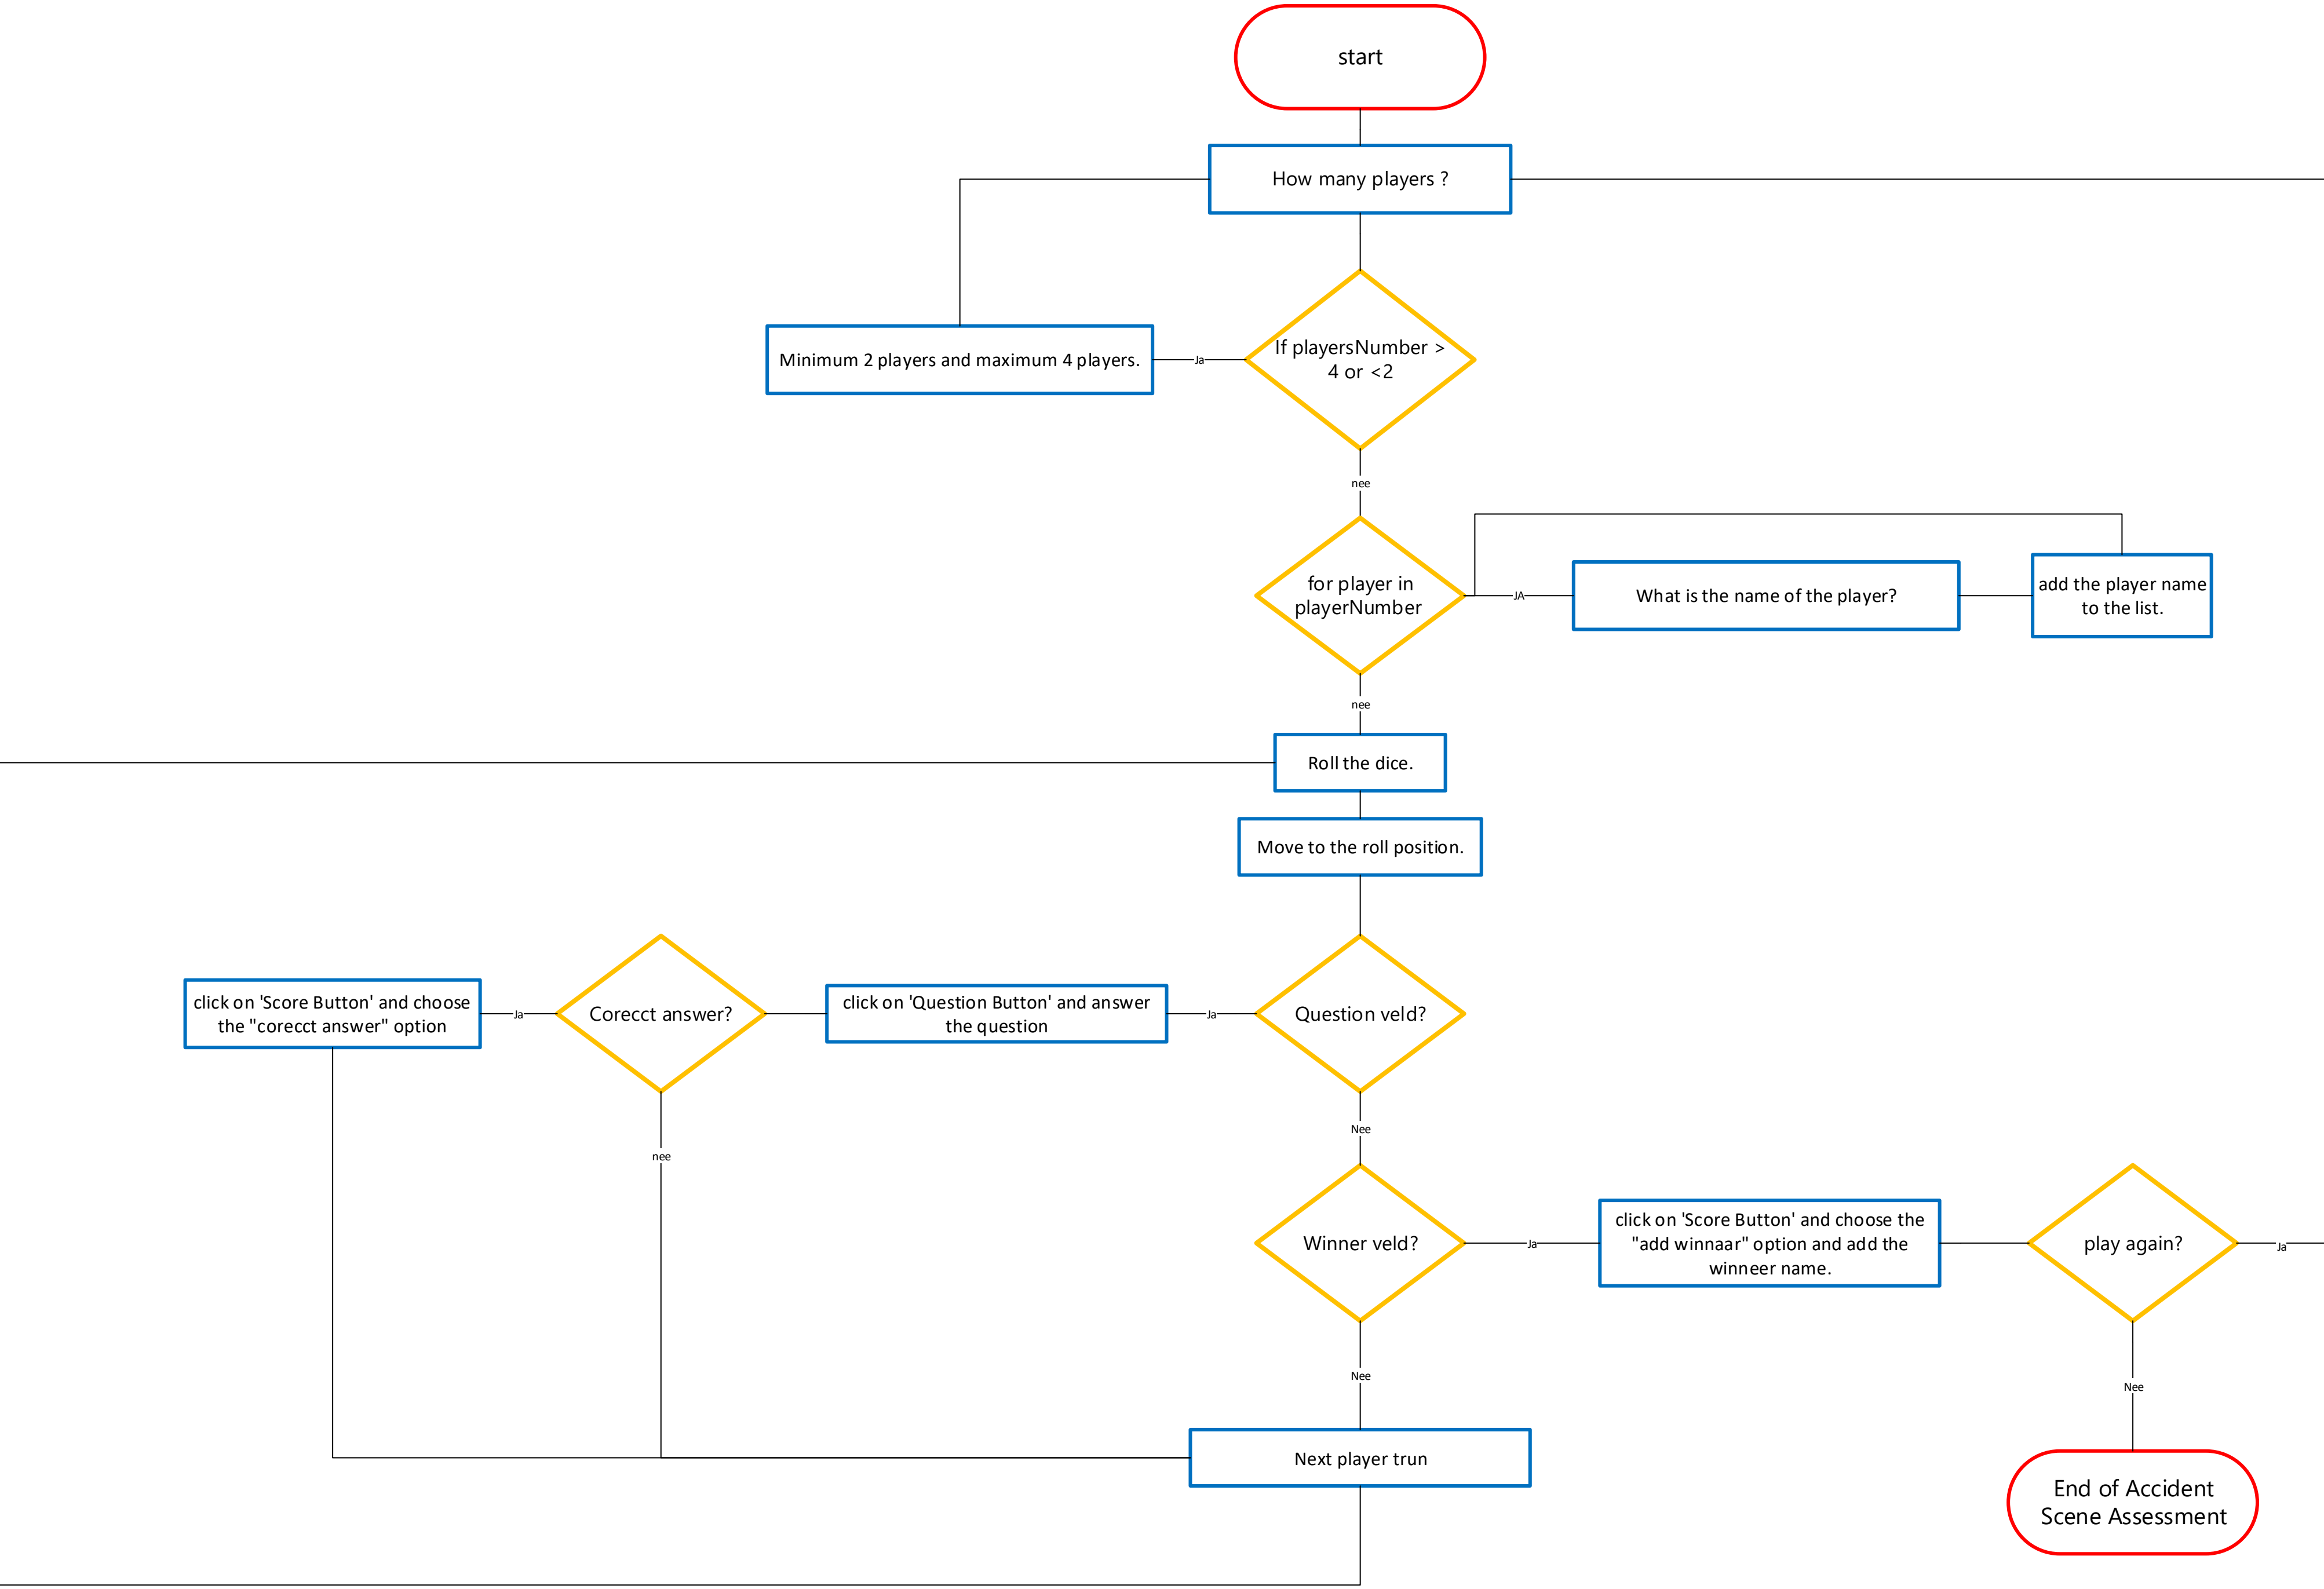 start
How many players ?
If playersNumber >
4 or <2
Ja
Minimum 2 players and maximum 4 players.
nee
for player in
playerNumber
JA
What is the name of the player?
add the player name
to the list.
nee
Roll the dice.
Move to the roll position.
Question veld?
Ja
click on 'Question Button' and answer
the question
Corecct answer?
Ja
click on 'Score Button' and choose
the "corecct answer" option
nee
Nee
Winner veld?
Ja
click on 'Score Button' and choose the
"add winnaar" option and add the
winneer name.
play again?
Ja
Nee
Nee
Next player trun
End of Accident
Scene Assessment